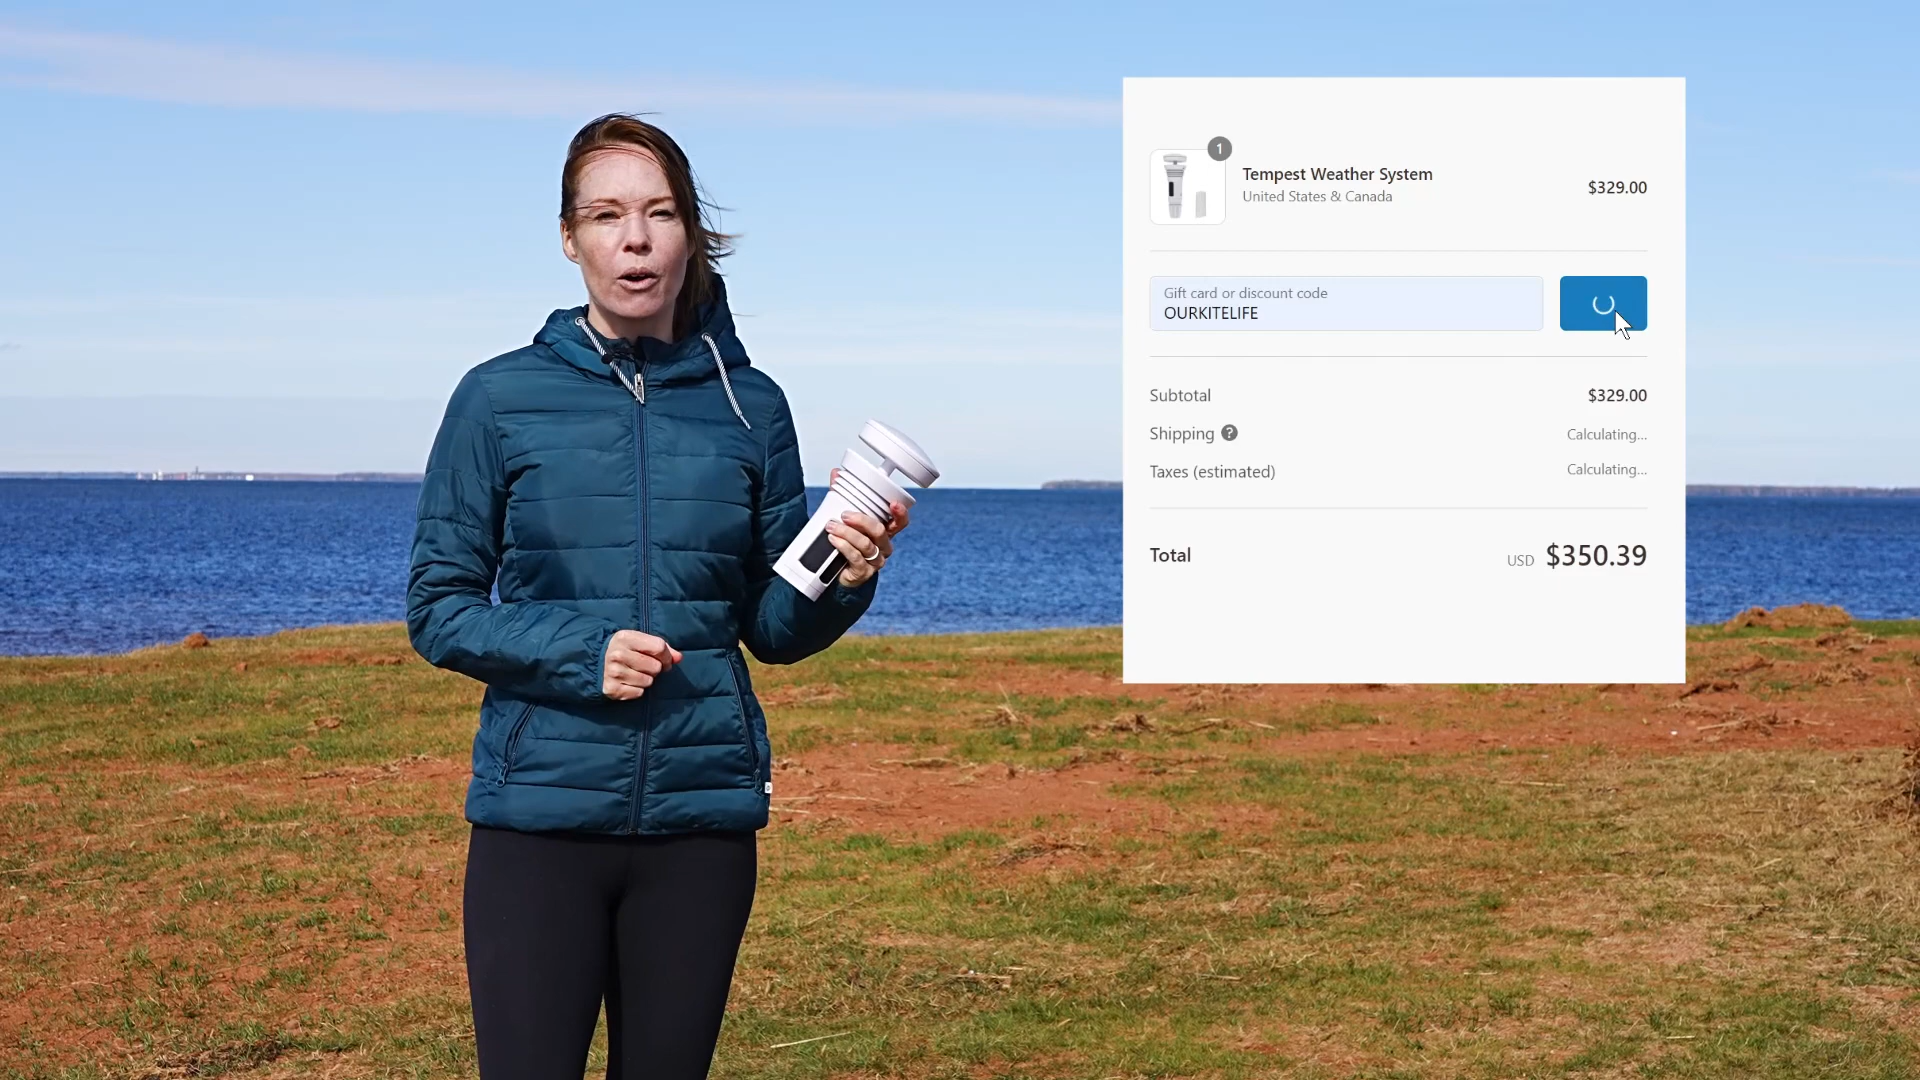 1
Tempest Weather System
United States & Canada
$329.00
Gift card or discount code
OURKITELIFE
Subtotal
$329.00
Shipping ?
Calculating...
Taxes (estimated)
Calculating...
Total
USD $350.39